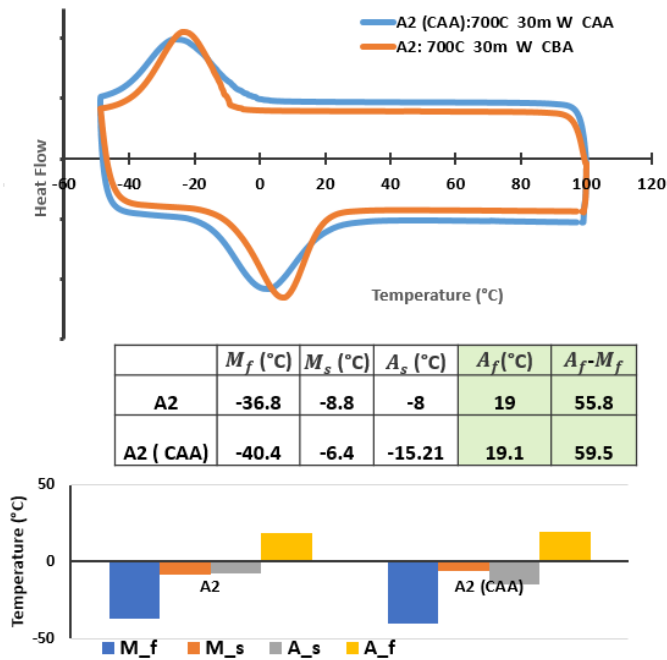 A2 (CAA):700C 30m W CAA
A2: 700C 30m W CBA
Heat Flow
-60 -40 -20 0 20 40 60 80 100 120
Temperature (°C)
M_f (°C) M_s (°C) A_s (°C) A_f(°C) A_f-M_f
A2 -36.8 -8.8 -8 19 55.8
A2 ( CAA) -40.4 -6.4 -15.21 19.1 59.5
Temperature (°C)
50
0
-50
A2 A2 (CAA)
M_f M_s A_s A_f